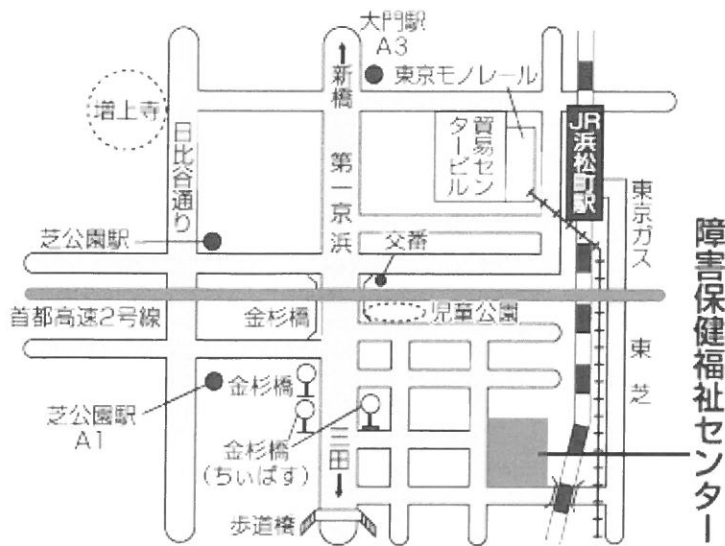 大門駅
A3
新橋
東京モノレール
増上寺
日比谷通り
第一京浜
貿易セン
タービル
JR浜松町駅
東京ガス
芝公園駅
交番
障害保健福祉センター
首都高速2号線
金杉橋
児童公園
東芝
芝公園駅
A1
金杉橋
金杉橋
(ちぃばす)
三田
歩道橋